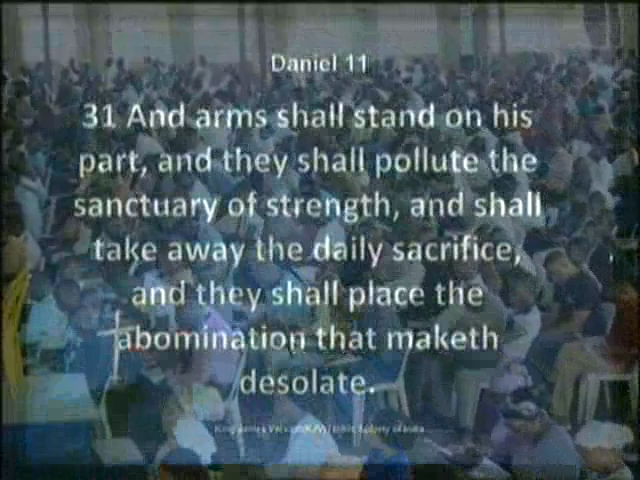 Daniel 11
31 And arms shall stand on his
part, and they shall pollute the
sanctuary of strength, and shall
take away the daily sacrifice,
and they shall place the
abomination that maketh
desolate.